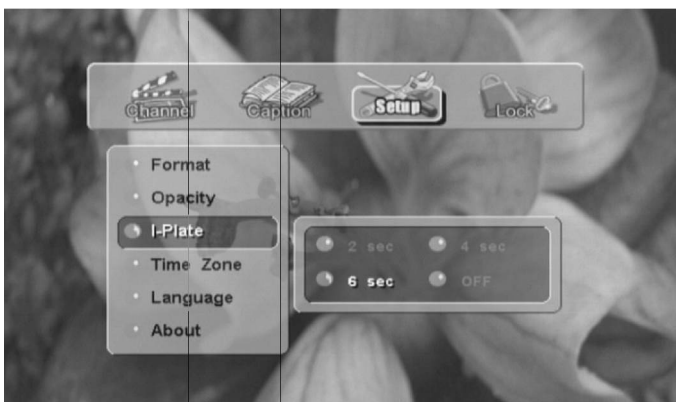 Channel Caption Setup Lock
Format
Opacity
I-Plate
Time Zone
Language
About
2 sec 4 sec
6 sec OFF